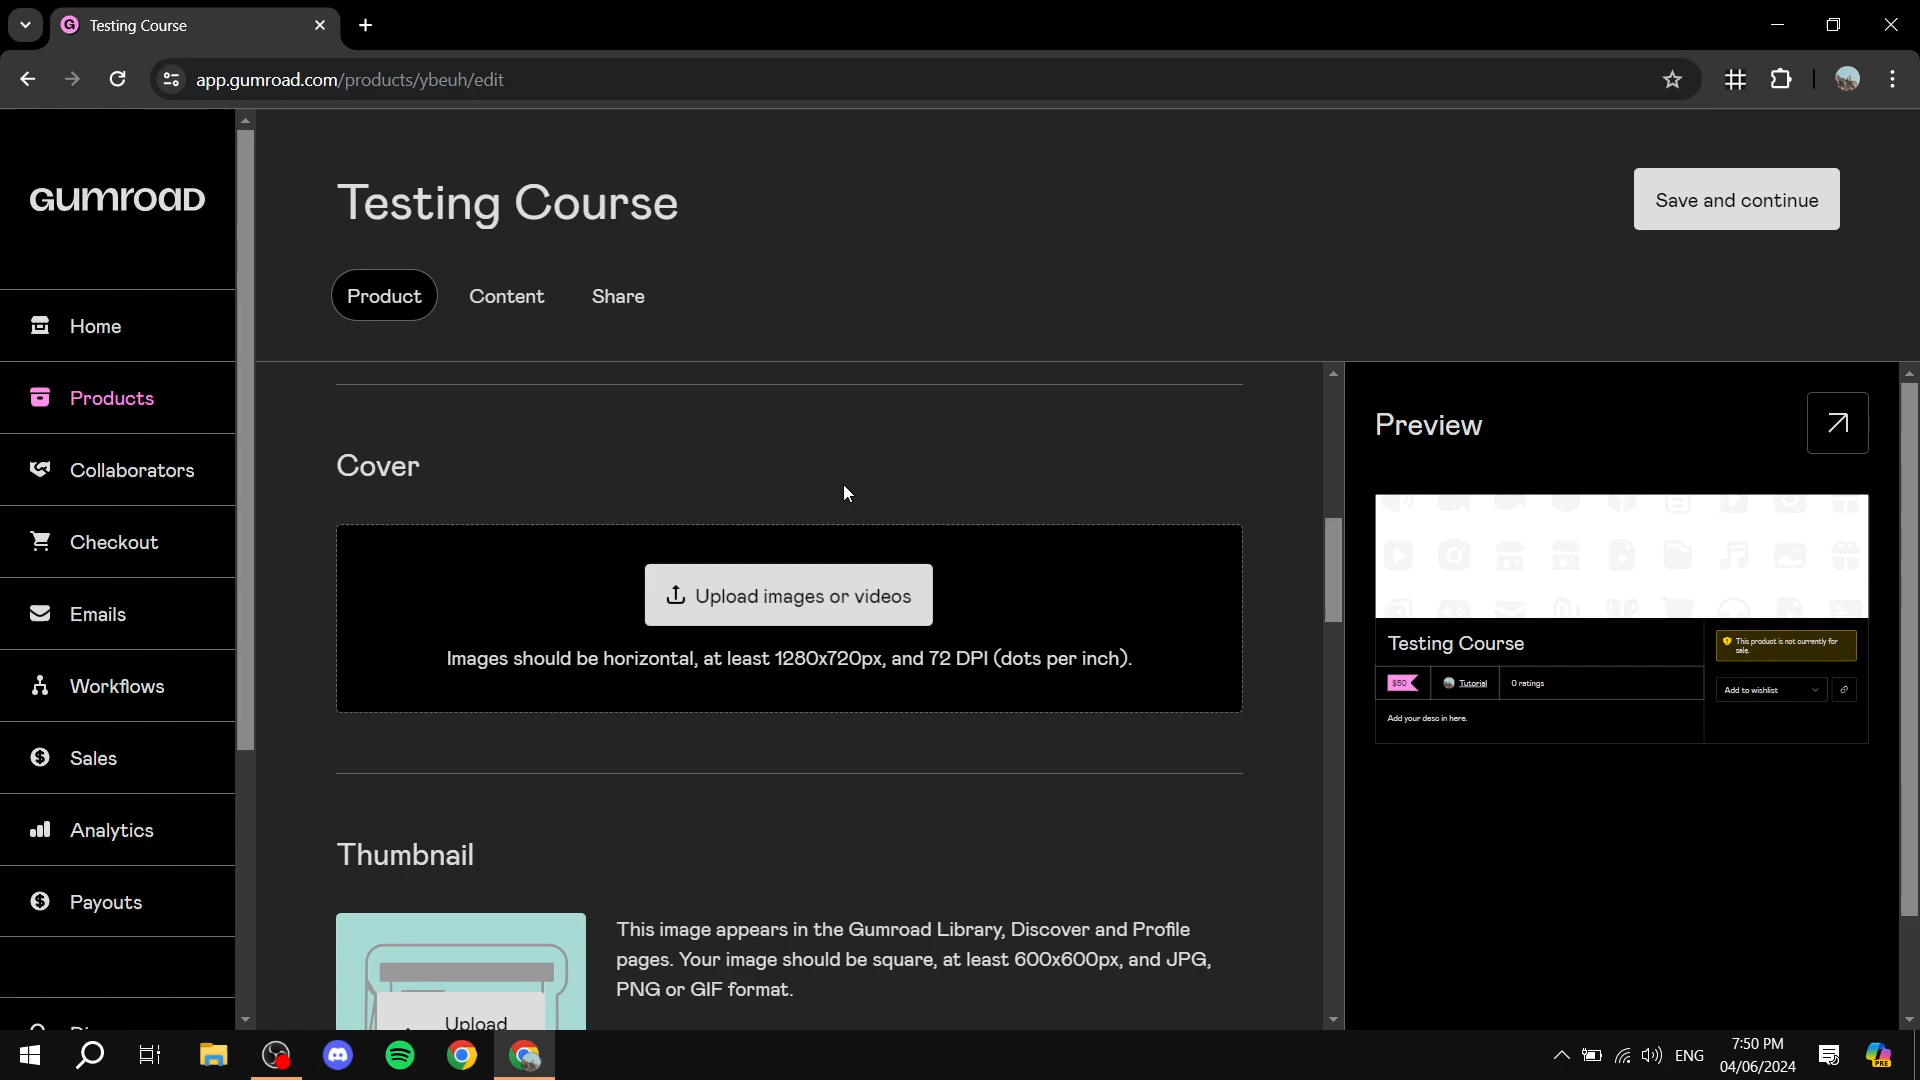 Testing Course
app.gumroad.com/products/ybeuh/edit
GUMROAD
Home
Products
Collaborators
Checkout
Emails
Workflows
Sales
Analytics
Payouts
Testing Course
Save and continue
Product
Content
Share
Cover
Upload images or videos
Images should be horizontal, at least 1280x720px, and 72 DPI (dots per inch).
Thumbnail
Upload
This image appears in the Gumroad Library, Discover and Profile
pages. Your image should be square, at least 600x600px, and JPG,
PNG or GIF format.
Preview
Testing Course
$50
Tutorial
0 ratings
Add your desc in here.
This product is not currently for
sale.
Add to wishlist
ENG
7:50 PM
04/06/2024
PRE